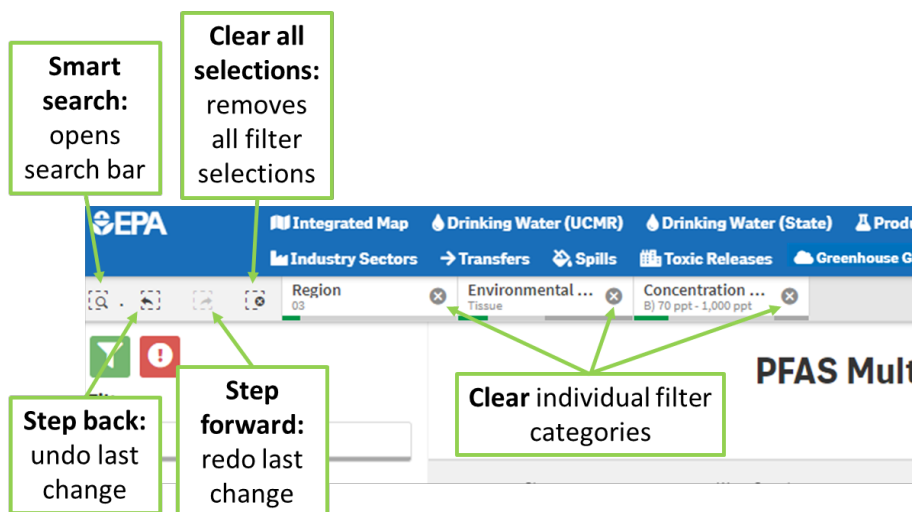 Smart
search:
opens
search bar
Clear all
selections:
removes
all filter
selections
EPA
Integrated Map
Drinking Water (UCMR)
Drinking Water (State)
Produ
Industry Sectors
Transfers
Spills
Toxic Releases
Greenhouse G
Region
03
Environmental ...
Tissue
Concentration ...
B) 70 ppt - 1,000 ppt
PFAS Mult
Step back:
undo last
change
Step
forward:
redo last
change
Clear individual filter
categories